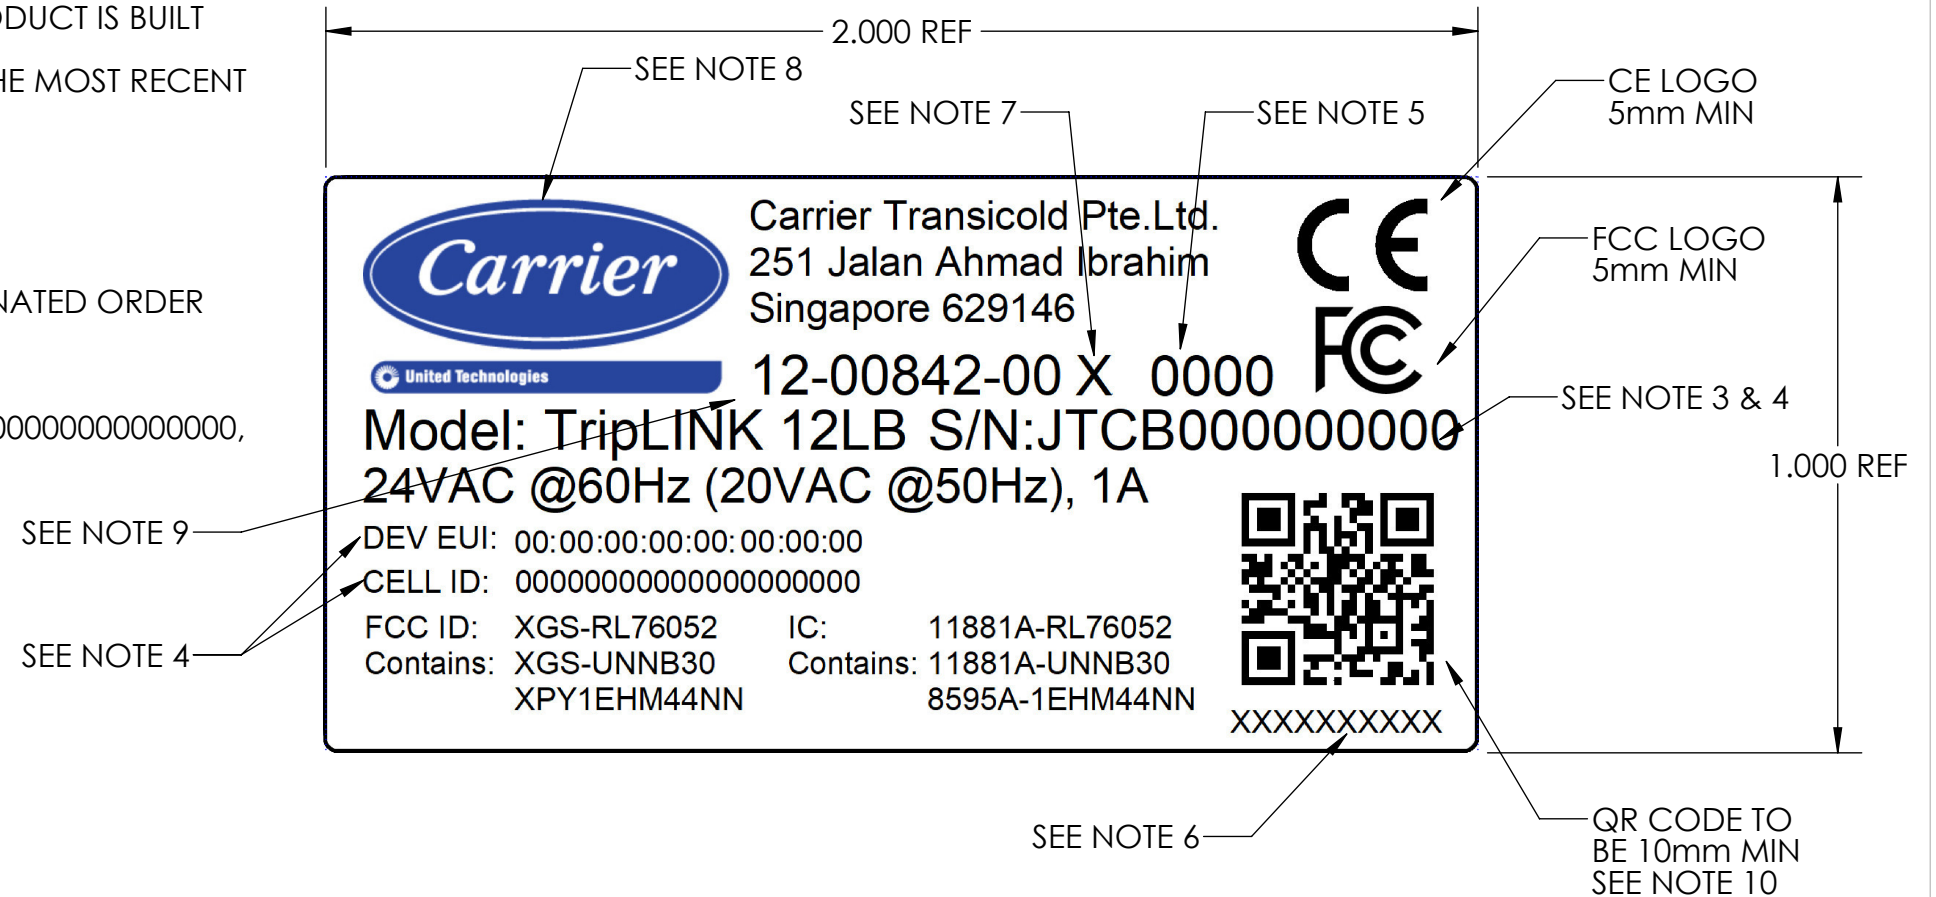 ODUCT IS BUILT
HE MOST RECENT
NATED ORDER
00000000000000,
2.000 REF
SEE NOTE 8
SEE NOTE 7
SEE NOTE 5
CE LOGO
5mm MIN
FCC LOGO
5mm MIN
SEE NOTE 3 & 4
1.000 REF
Carrier
United Technologies
Carrier Transicold Pte.Ltd.
251 Jalan Ahmad Ibrahim
Singapore 629146
CE
FCC
12-00842-00 X 0000
Model: TripLINK 12LB S/N:JTCB000000000
24VAC @60Hz (20VAC @50Hz), 1A
DEV EUI: 00:00:00:00:00:00:00:00
CELL ID: 00000000000000000000
FCC ID: XGS-RL76052 IC: 11881A-RL76052
Contains: XGS-UNNB30 Contains: 11881A-UNNB30
XPY1EHM44NN 8595A-1EHM44NN
XXXXXXXXXX
SEE NOTE 9
SEE NOTE 4
SEE NOTE 6
QR CODE TO
BE 10mm MIN
SEE NOTE 10